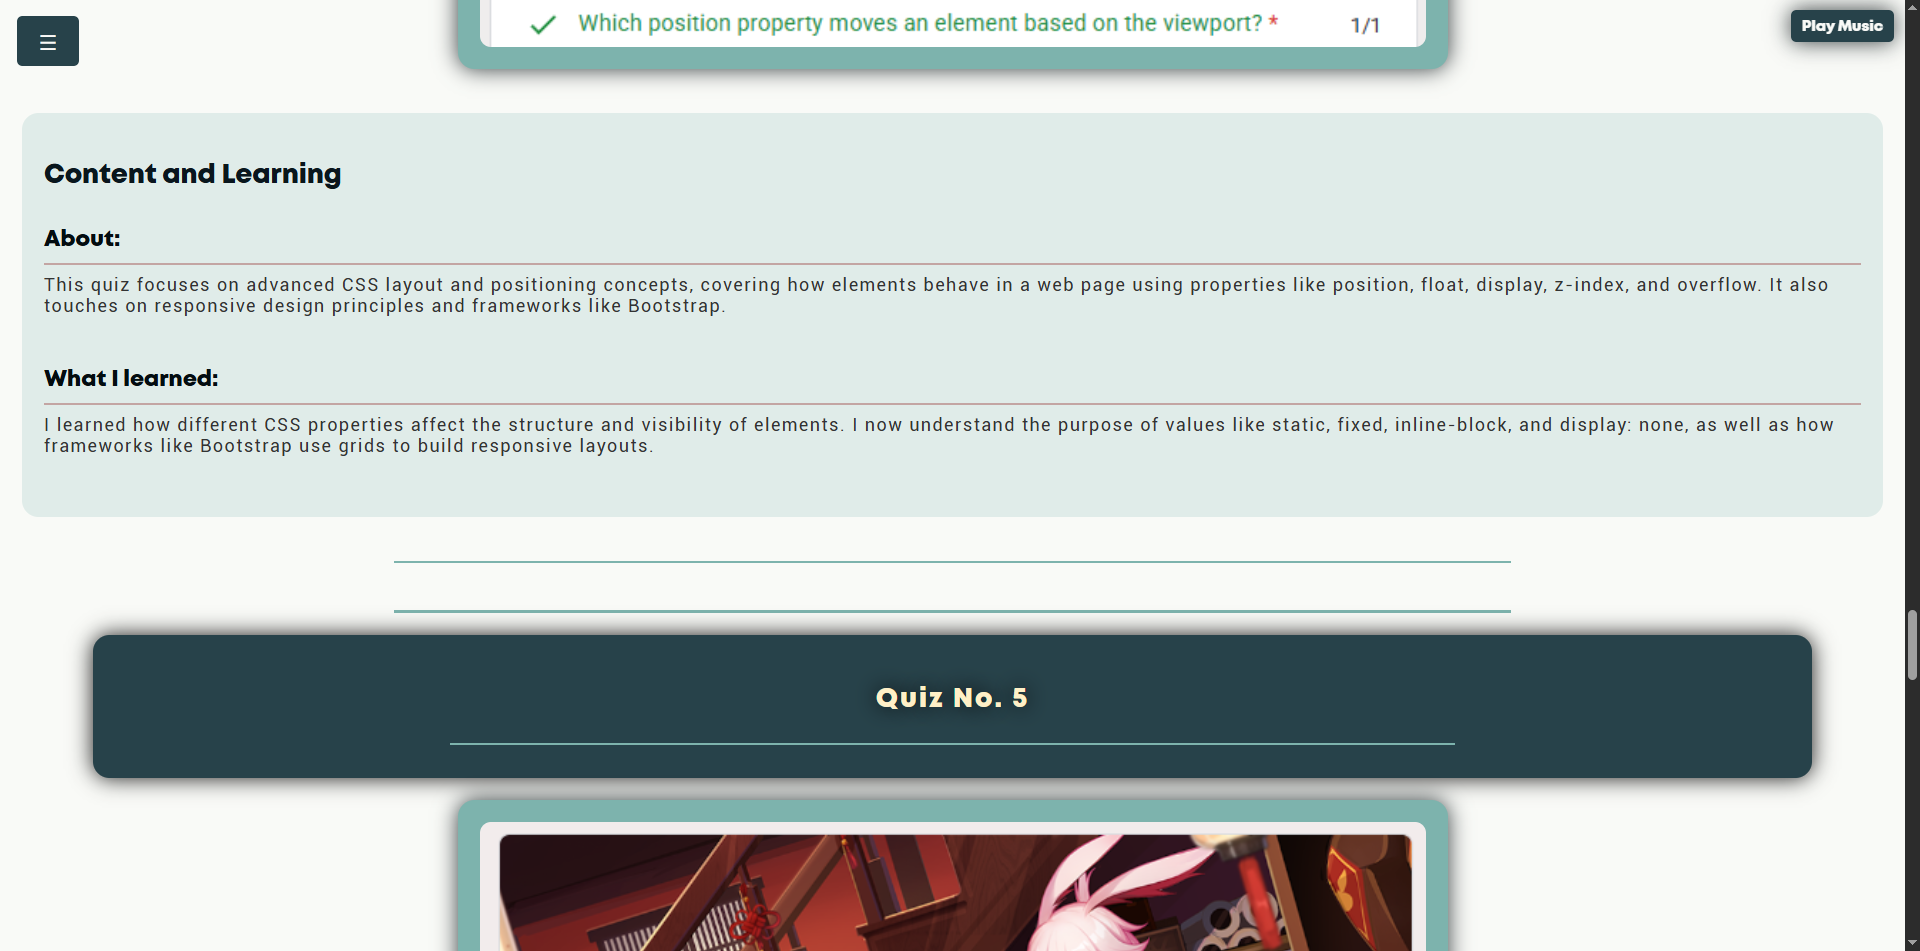 Which position property moves an element based on the viewport? *
1/1
☰
Play Music
Content and Learning
About:
This quiz focuses on advanced CSS layout and positioning concepts, covering how elements behave in a web page using properties like position, float, display, z-index, and overflow. It also
touches on responsive design principles and frameworks like Bootstrap.
What I learned:
I learned how different CSS properties affect the structure and visibility of elements. I now understand the purpose of values like static, fixed, inline-block, and display: none, as well as how
frameworks like Bootstrap use grids to build responsive layouts.
Quiz No. 5